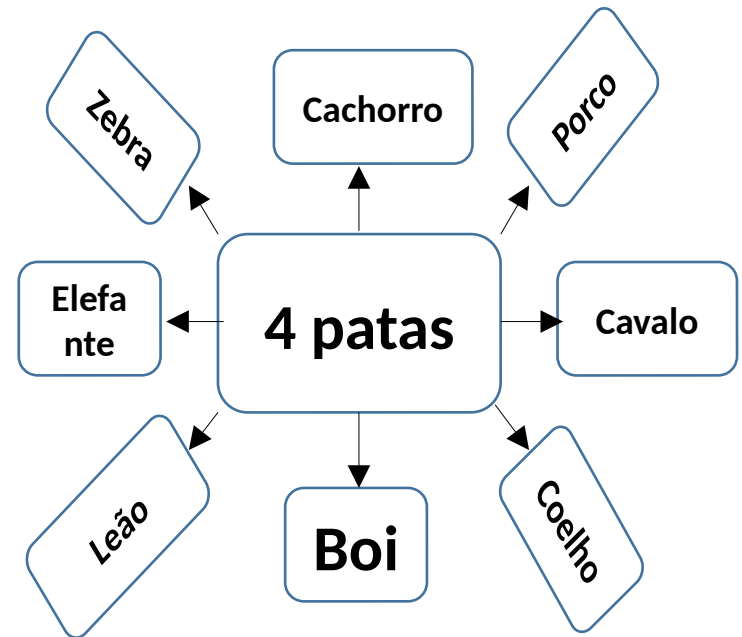 Zebra
Cachorro
Porco
Elefa
nte
4 patas
Cavalo
Leão
Boi
Coelho